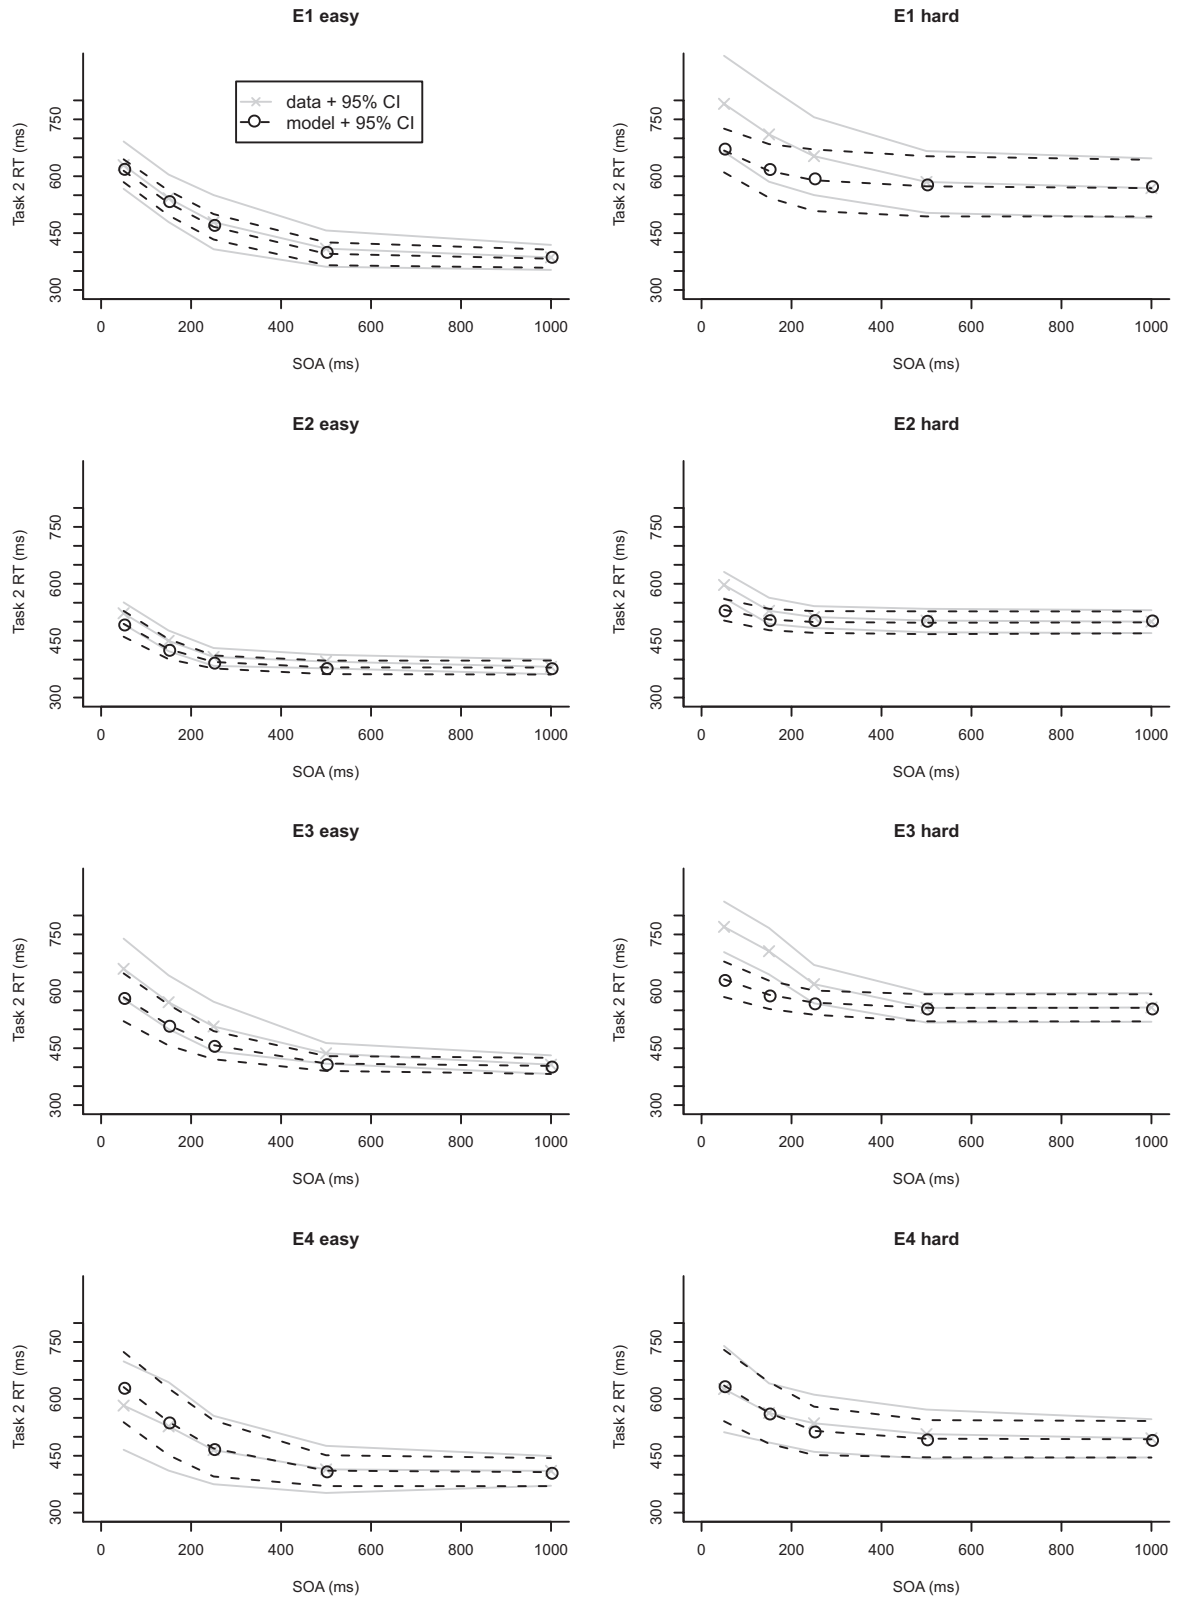 E1 easy
Task 2 RT (ms)
750
600
450
300
data + 95% CI
model + 95% CI
0 200 400 600 800 1000
SOA (ms)
E1 hard
Task 2 RT (ms)
750
600
450
300
0 200 400 600 800 1000
SOA (ms)
E2 easy
Task 2 RT (ms)
750
600
450
300
0 200 400 600 800 1000
SOA (ms)
E2 hard
Task 2 RT (ms)
750
600
450
300
0 200 400 600 800 1000
SOA (ms)
E3 easy
Task 2 RT (ms)
750
600
450
300
0 200 400 600 800 1000
SOA (ms)
E3 hard
Task 2 RT (ms)
750
600
450
300
0 200 400 600 800 1000
SOA (ms)
E4 easy
Task 2 RT (ms)
750
600
450
300
0 200 400 600 800 1000
SOA (ms)
E4 hard
Task 2 RT (ms)
750
600
450
300
0 200 400 600 800 1000
SOA (ms)